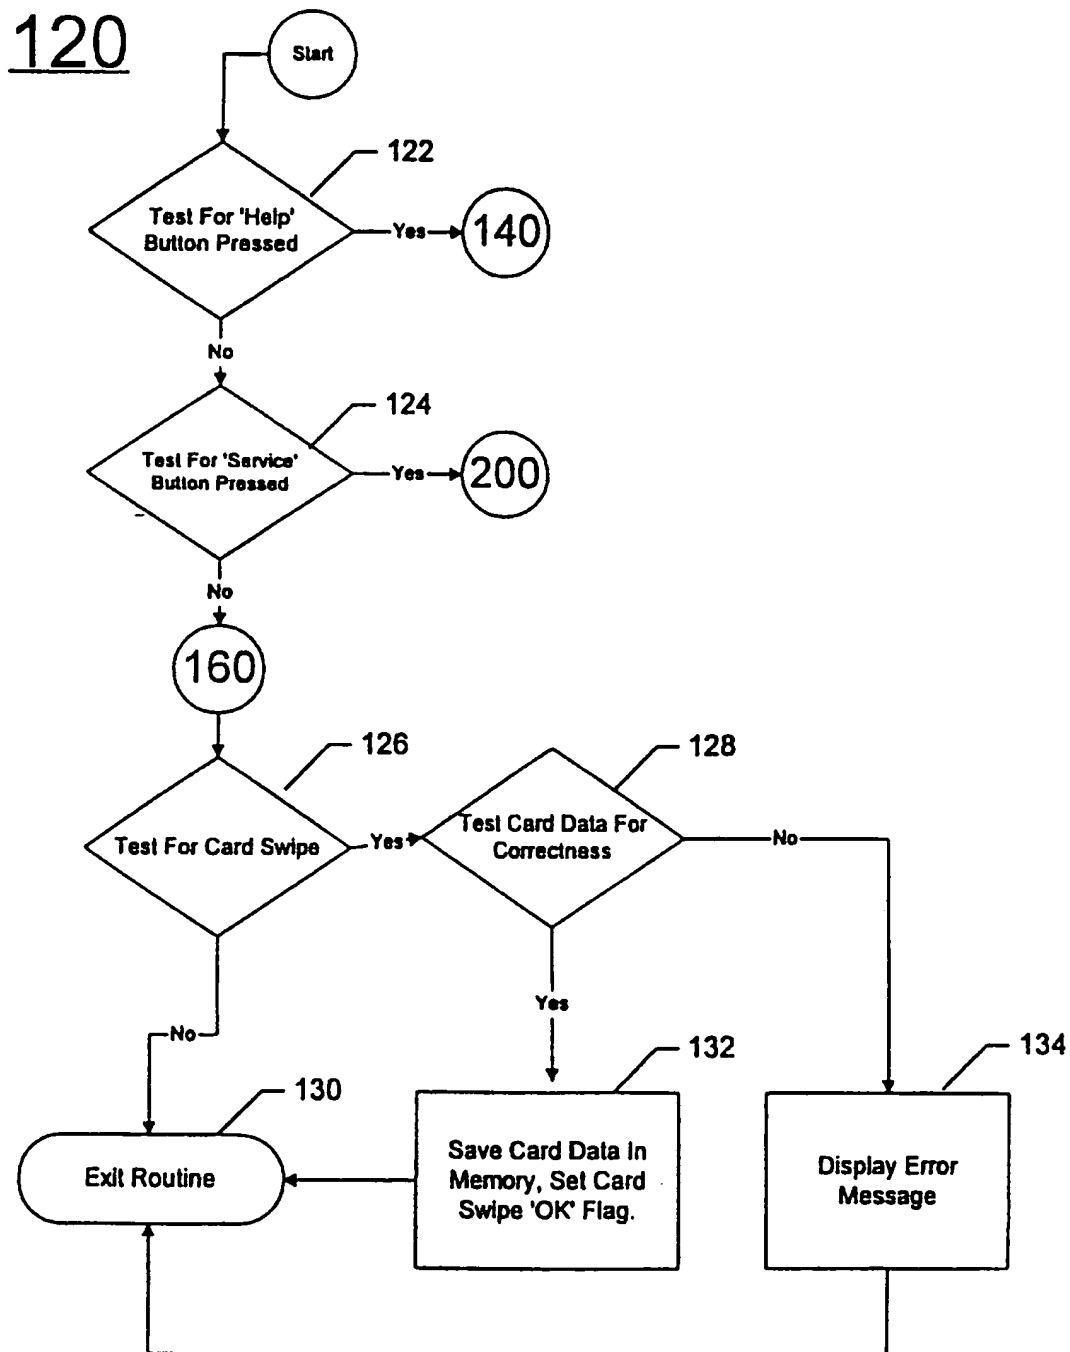 120
Start
122
Test For 'Help'
Button Pressed
Yes
140
No
124
Test For 'Service'
Button Pressed
Yes
200
No
160
126
Test For Card Swipe
Yes
128
Test Card Data For
Correctness
No
Yes
No
130
Exit Routine
132
Save Card Data In
Memory, Set Card
Swipe 'OK' Flag.
134
Display Error
Message